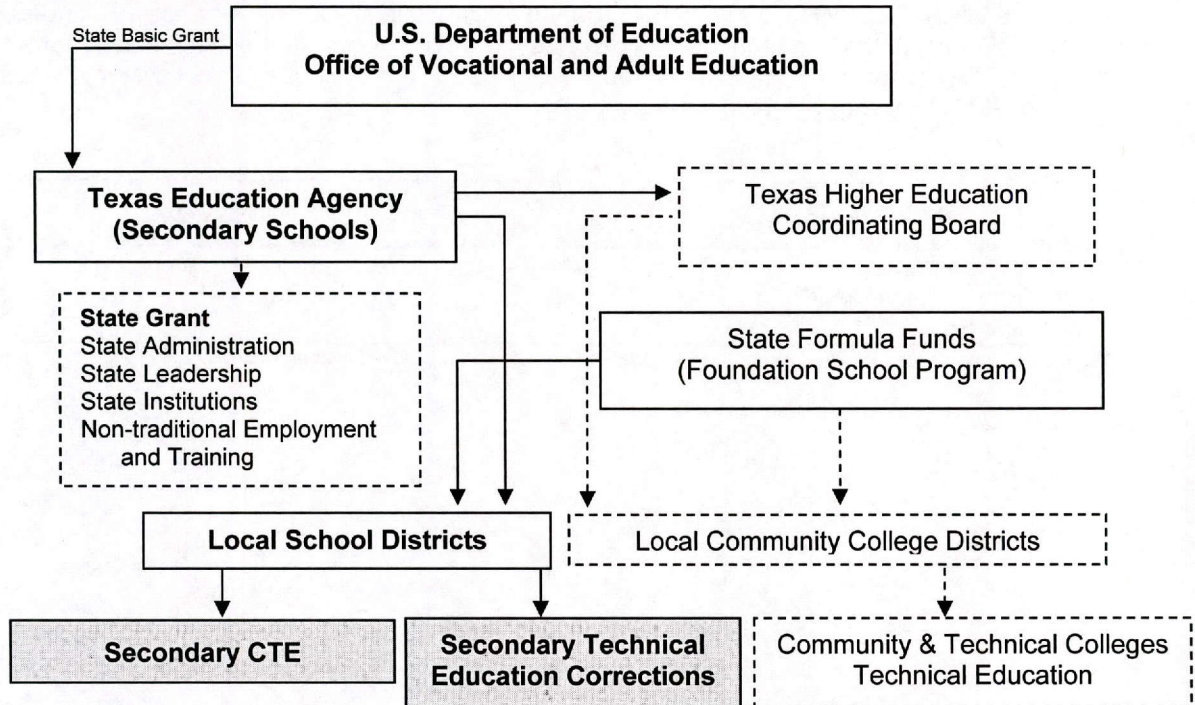 State Basic Grant
U.S. Department of Education
Office of Vocational and Adult Education
Texas Education Agency
(Secondary Schools)
Texas Higher Education
Coordinating Board
State Grant
State Administration
State Leadership
State Institutions
Non-traditional Employment
and Training
State Formula Funds
(Foundation School Program)
Local School Districts
Local Community College Districts
Secondary CTE
Secondary Technical
Education Corrections
Community & Technical Colleges
Technical Education